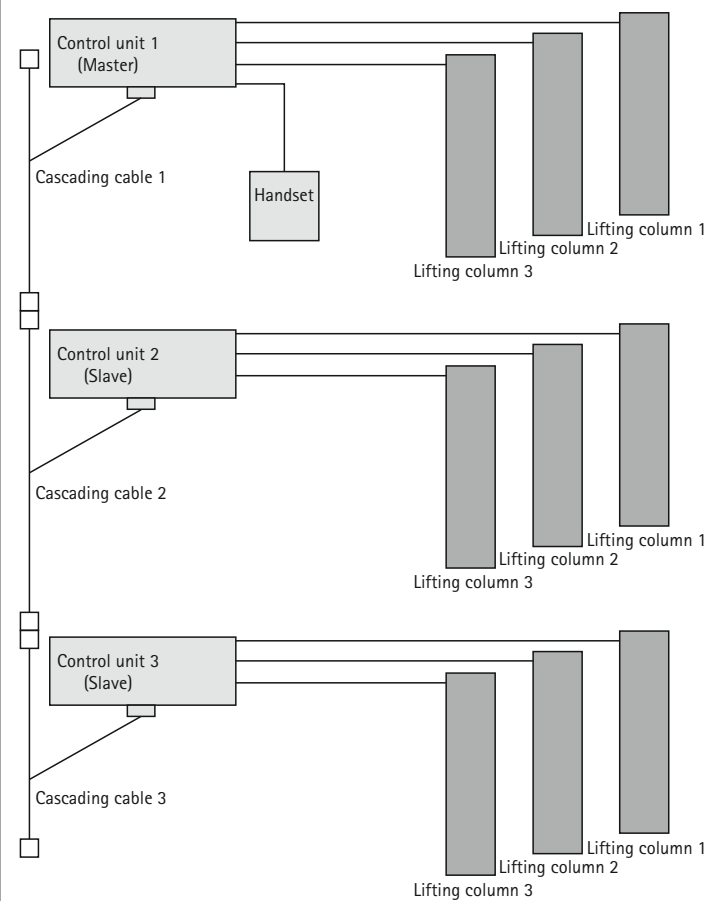 Control unit 1
(Master)
Cascading cable 1
Handset
Lifting column 1
Lifting column 2
Lifting column 3
Control unit 2
(Slave)
Cascading cable 2
Lifting column 1
Lifting column 2
Lifting column 3
Control unit 3
(Slave)
Cascading cable 3
Lifting column 1
Lifting column 2
Lifting column 3